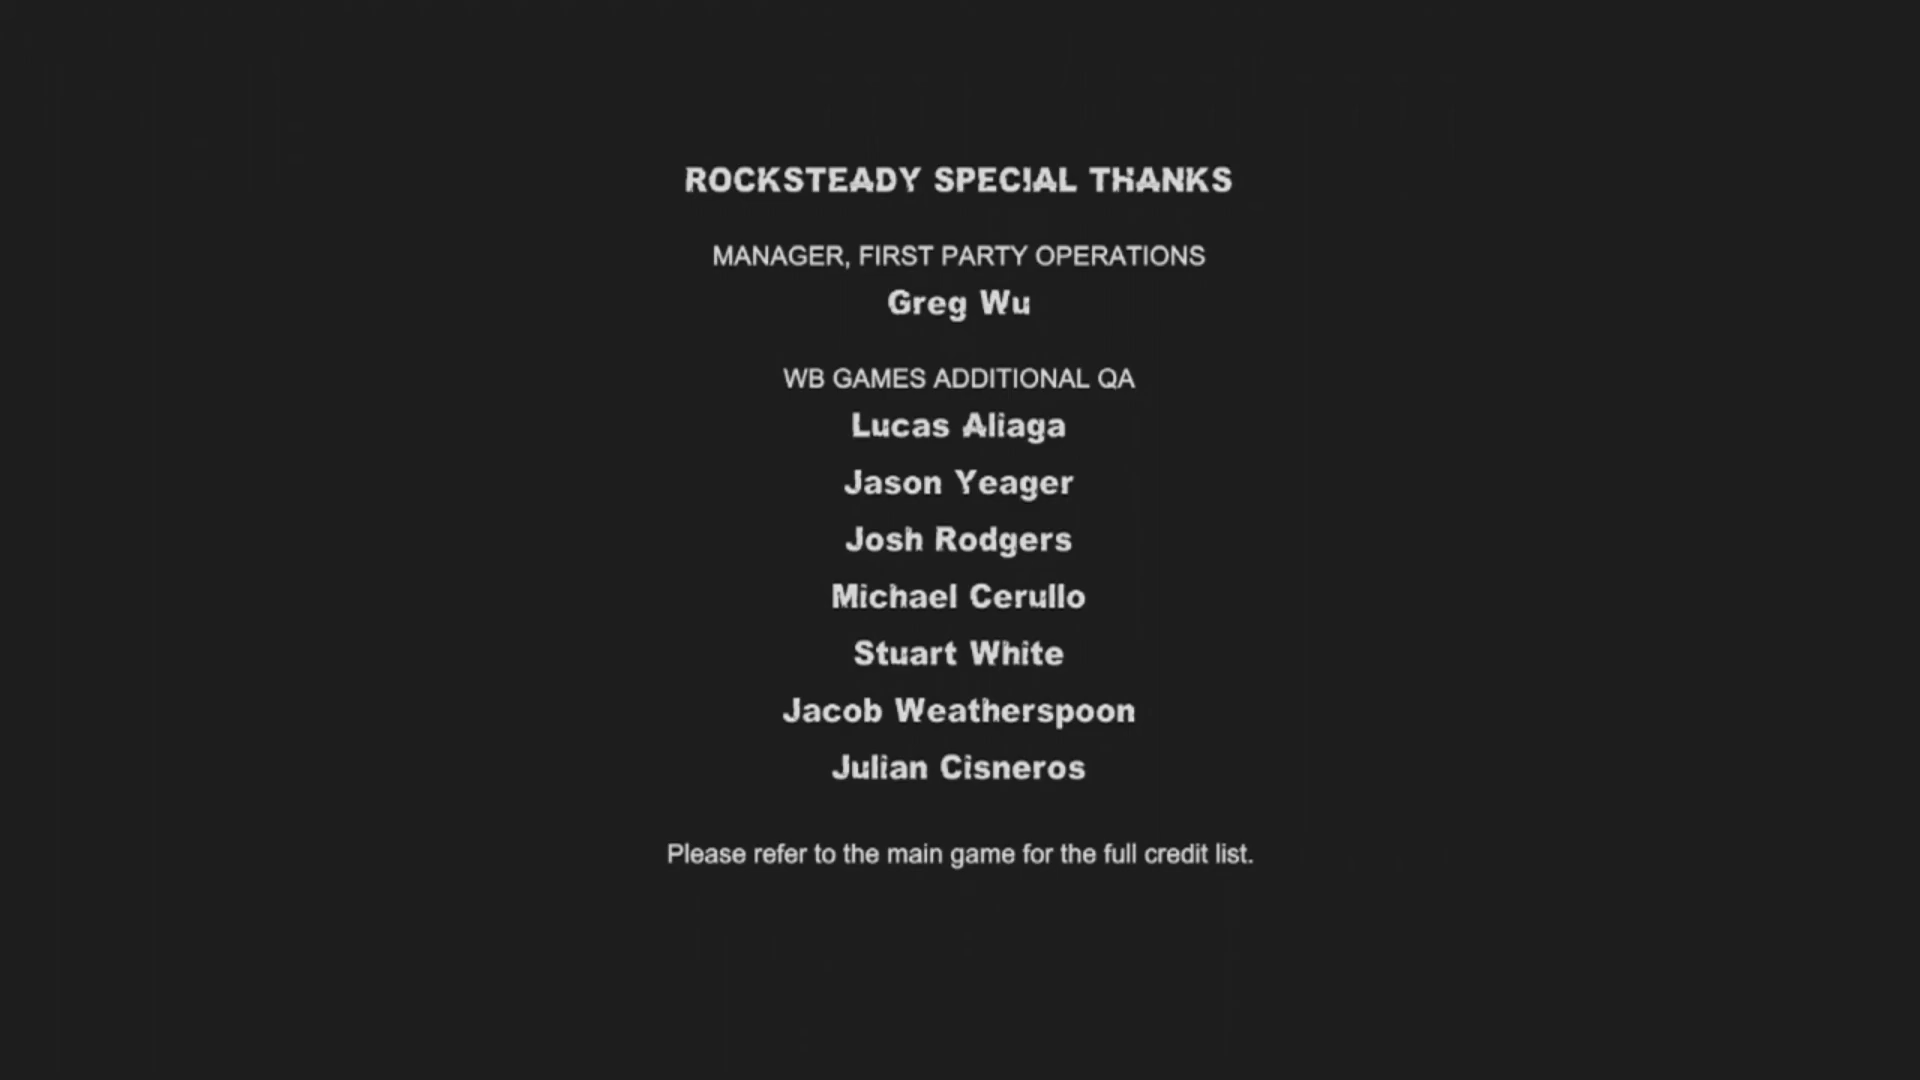 ROCKSTEADY SPECIAL THANKS
MANAGER, FIRST PARTY OPERATIONS
Greg Wu
WB GAMES ADDITIONAL QA
Lucas Aliaga
Jason Yeager
Josh Rodgers
Michael Cerullo
Stuart White
Jacob Weatherspoon
Julian Cisneros
Please refer to the main game for the full credit list.